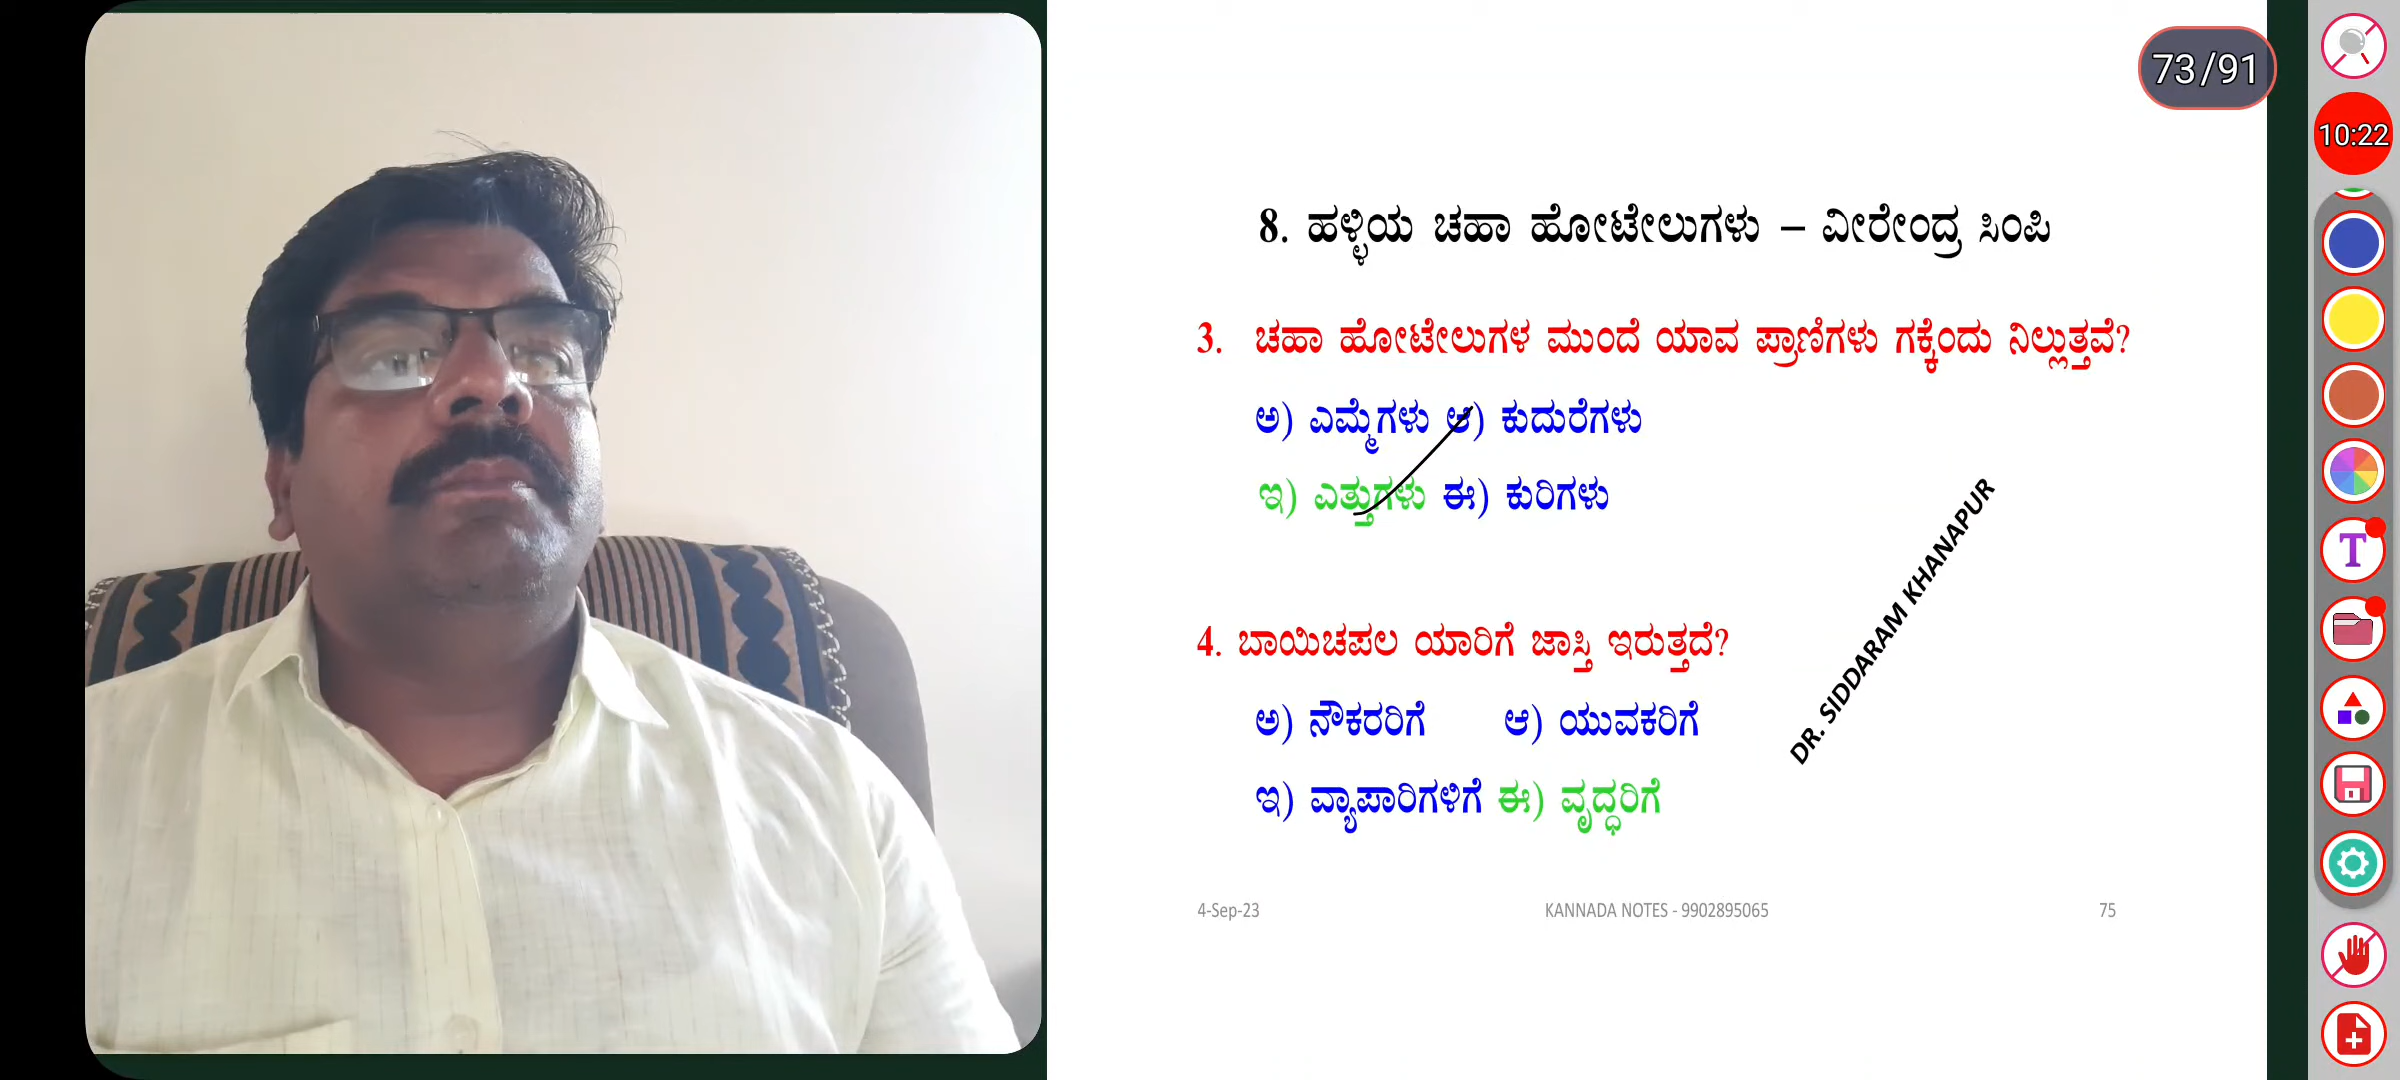 73/91
10:22
8. ಹಳ್ಳಿಯ ಚಹಾ ಹೋಟೇಲುಗಳು – ವೀರೇಂದ್ರ ಸಿಂಪಿ
3. ಚಹಾ ಹೋಟೇಲುಗಳ ಮುಂದೆ ಯಾವ ಪ್ರಾಣಿಗಳು ಗಕ್ಕೆಂದು ನಿಲ್ಲುತ್ತವೆ?
ಅ) ಎಮ್ಮೆಗಳು ಆ) ಕುದುರೆಗಳು
ಇ) ಎತ್ತುಗಳು ಈ) ಕುರಿಗಳು
DR. SIDDARAM KHANAPUR
4. ಬಾಯಿಚಪಲ ಯಾರಿಗೆ ಜಾಸ್ತಿ ಇರುತ್ತದೆ?
ಅ) ನೌಕರರಿಗೆ ಆ) ಯುವಕರಿಗೆ
ಇ) ವ್ಯಾಪಾರಿಗಳಿಗೆ ಈ) ವೃದ್ಧರಿಗೆ
4-Sep-23 KANNADA NOTES - 9902895065 75
T